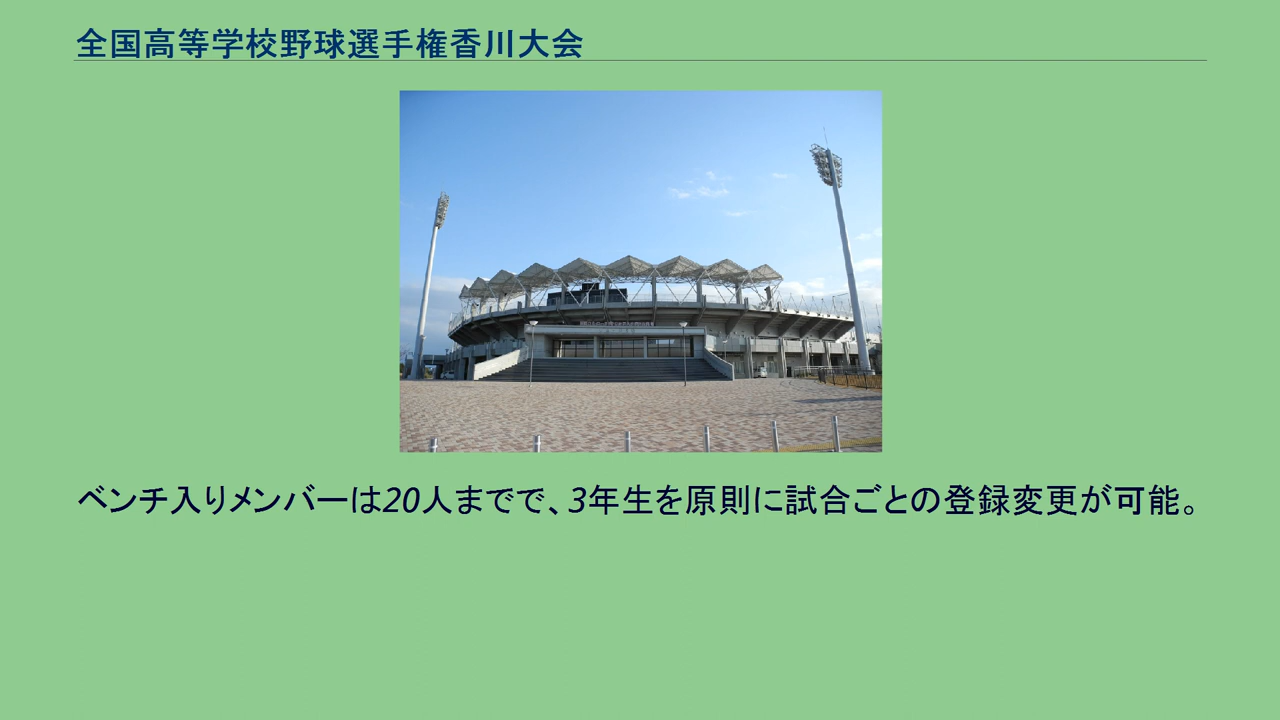 全国高等学校野球選手権香川大会
ベンチ入りメンバーは20人までで、3年生を原則に試合ごとの登録変更が可能。